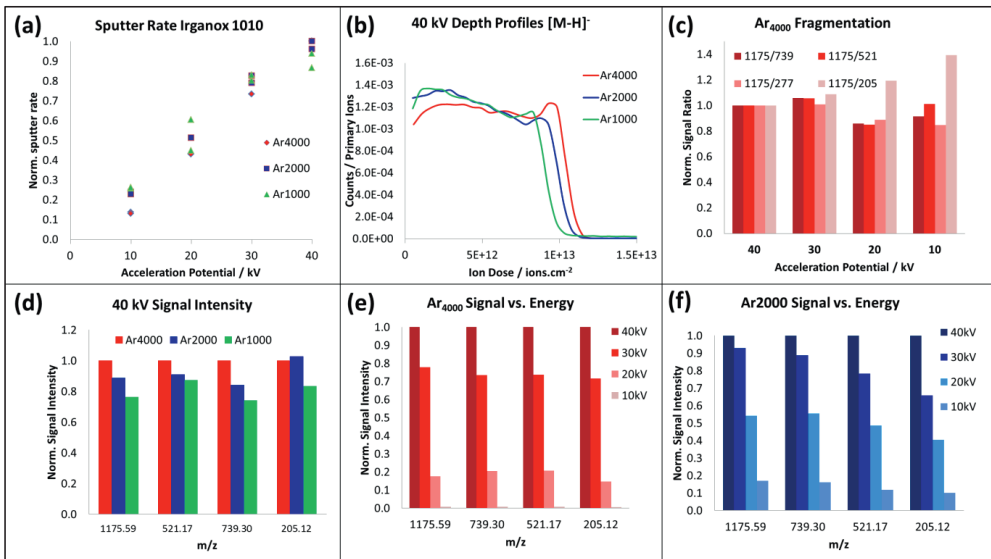 (a)
Sputter Rate Irganox 1010
Norm. sputter rate
1.0
0.9
0.8
0.7
0.6
0.5
0.4
0.3
0.2
0.1
0.0
0
10
20
30
40
Acceleration Potential / kV
Ar4000
Ar2000
Ar1000
(b)
40 kV Depth Profiles [M-H]-
Counts / Primary Ions
1.6E-03
1.4E-03
1.2E-03
1.0E-03
8.0E-04
6.0E-04
4.0E-04
2.0E-04
0.0E+00
0
5E+12
1E+13
1.5E+13
Ion Dose / ions.cm-2
Ar4000
Ar2000
Ar1000
(c)
Ar4000 Fragmentation
1175/739
1175/521
1175/277
1175/205
Norm. Signal Ratio
1.4
1.2
1.0
0.8
0.6
0.4
0.2
0.0
40
30
20
10
Acceleration Potential / kV
(d)
40 kV Signal Intensity
Ar4000
Ar2000
Ar1000
Norm. Signal Intensity
1.2
1.0
0.8
0.6
0.4
0.2
0.0
1175.59
521.17
739.30
205.12
m/z
(e)
Ar4000 Signal vs. Energy
Norm. Signal Intensity
1.0
0.9
0.8
0.7
0.6
0.5
0.4
0.3
0.2
0.1
0.0
40kV
30kV
20kV
10kV
1175.59
739.30
521.17
205.12
m/z
(f)
Ar2000 Signal vs. Energy
Norm. Signal Intensity
1.0
0.9
0.8
0.7
0.6
0.5
0.4
0.3
0.2
0.1
0.0
40kV
30kV
20kV
10kV
1175.59
739.30
521.17
205.12
m/z